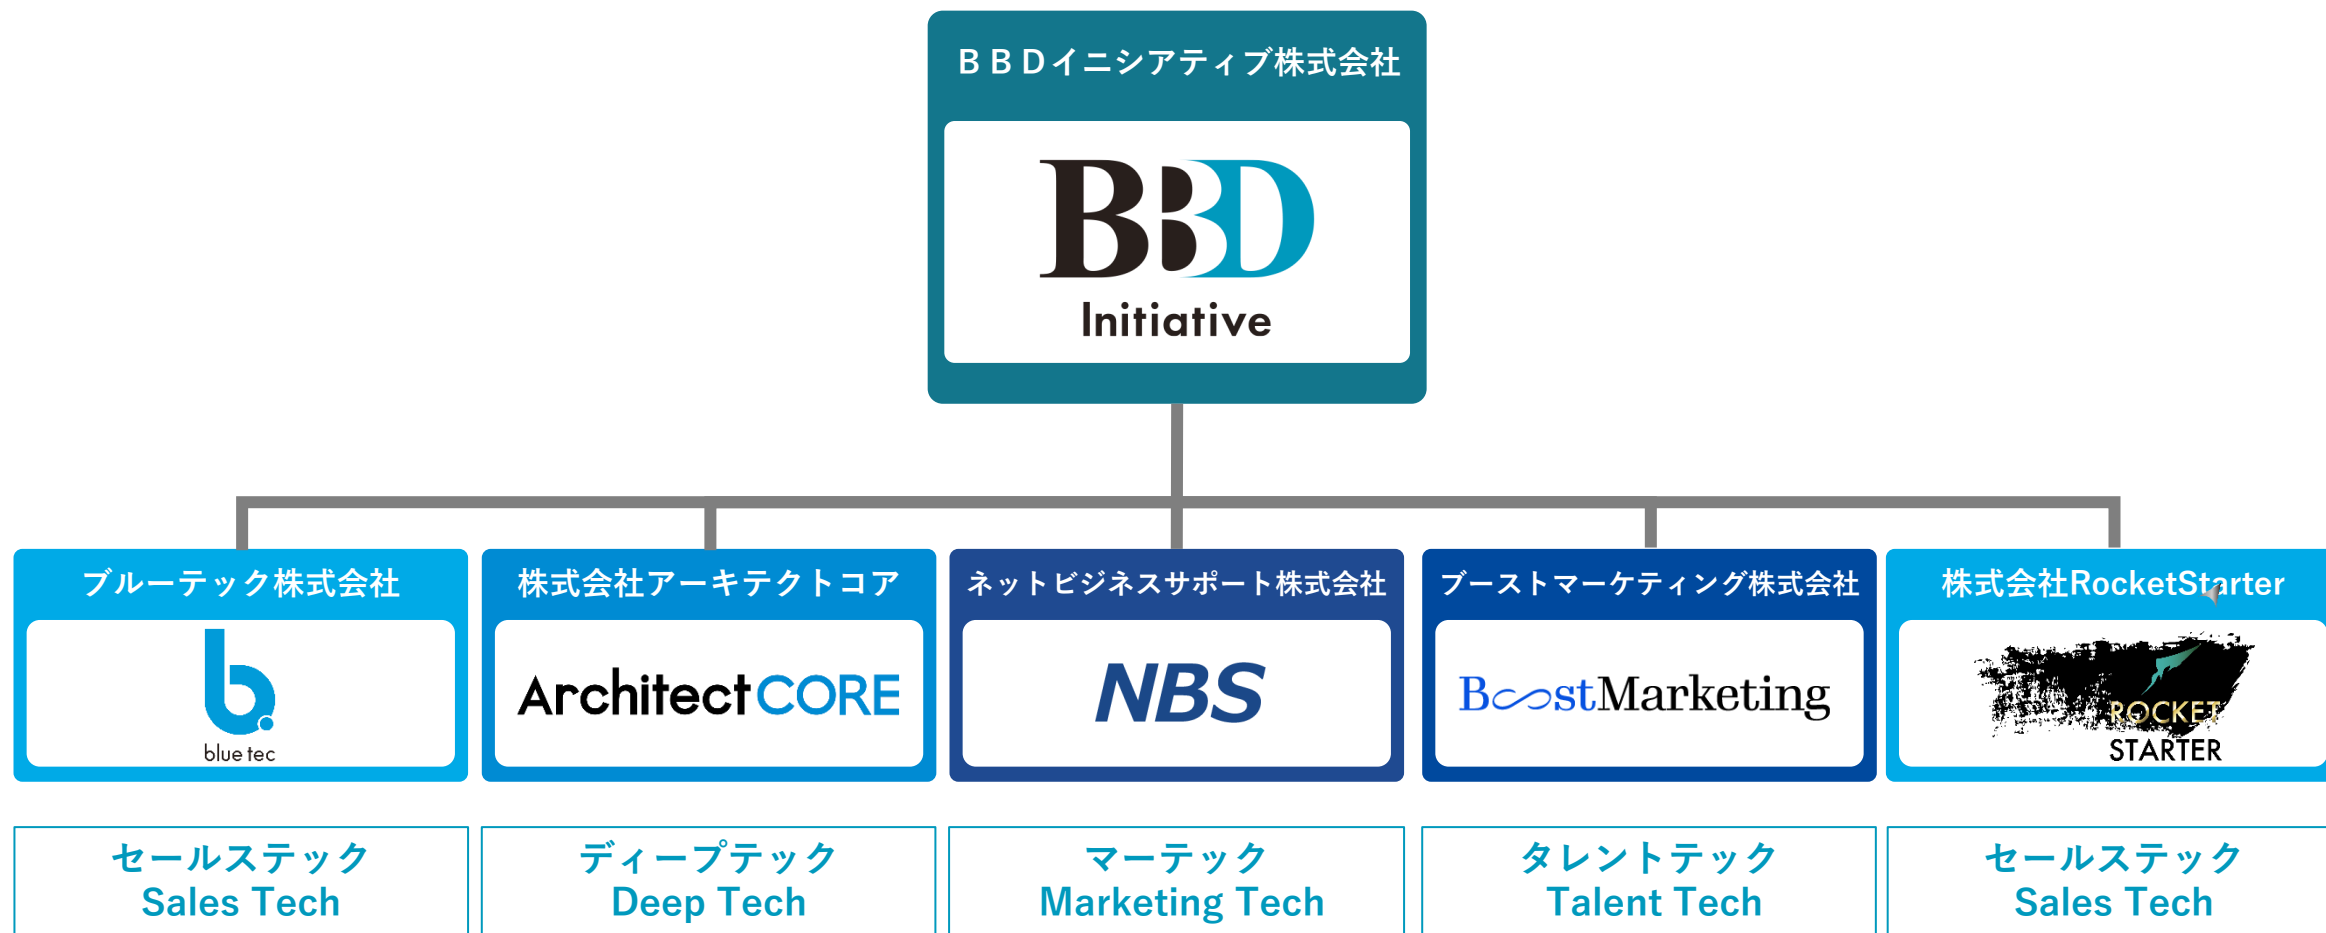 ＢＢＤイニシアティブ株式会社
BBD
Initiative
ブルーテック株式会社
b
blue tec
株式会社アーキテクトコア
ArchitectCORE
ネットビジネスサポート株式会社
NBS
ブーストマーケティング株式会社
BoostMarketing
株式会社RocketStarter
ROCKET
STARTER
セールステック
Sales Tech
ディープテック
Deep Tech
マーテック
Marketing Tech
タレントテック
Talent Tech
セールステック
Sales Tech